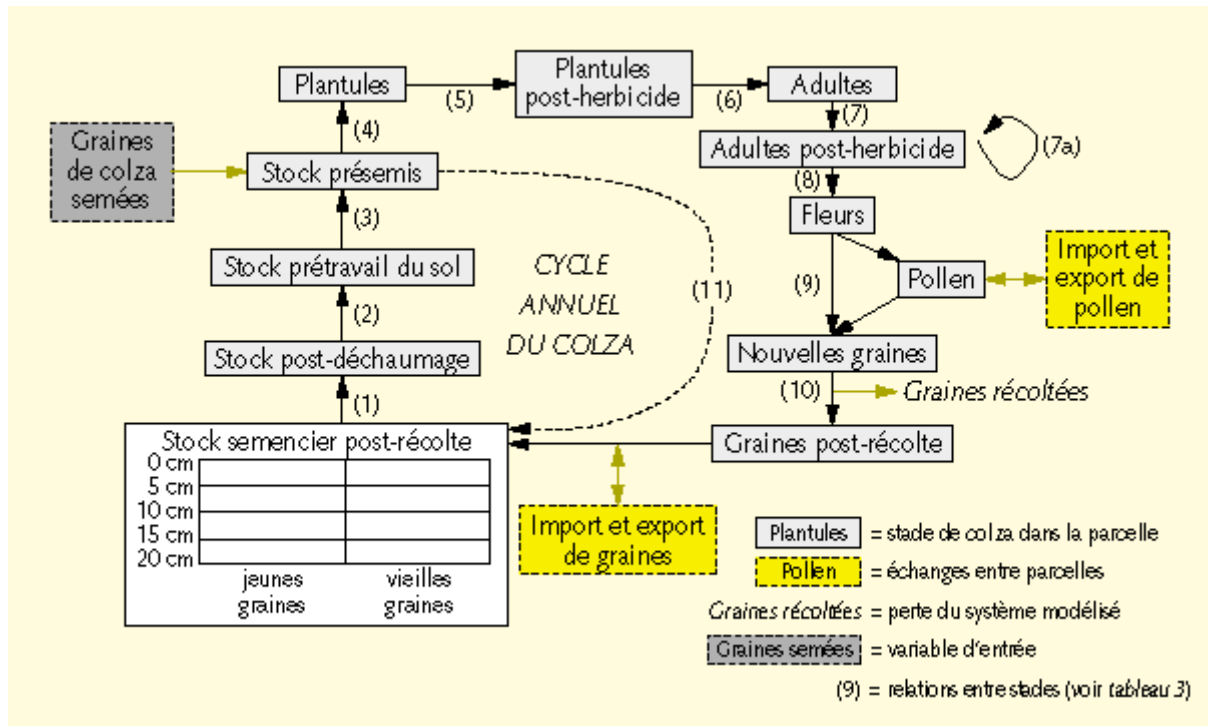 Plantules
(5)
Plantules
post-herbicide
(6)
Adultes
(7)
(4)
Graines
de colza
semées
Stock présemis
Adultes post-herbicide
(7a)
(8)
(3)
Fleurs
Stock prétravail du sol
CYCLE
ANNUEL
DU COLZA
(11)
(9)
Pollen
Import et
export de
pollen
(2)
Stock post-déchaumage
Nouvelles graines
(1)
(10)
Graines récoltées
Stock semencier post-récolte
0 cm
5 cm
10 cm
15 cm
20 cm
jeunes
graines
vieilles
graines
Graines post-récolte
Import et export
de graines
Plantules = stade de colza dans la parcelle
Pollen = échanges entre parcelles
Graines récoltées = perte du système modélisé
Graines semées = variable d'entrée
(9) = relations entre stades (voir tableau 3)